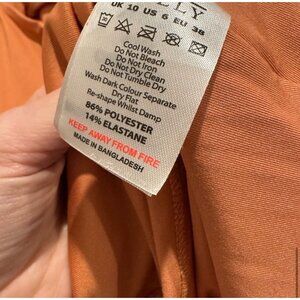 UK 10 US 6 EU 38
Cool Wash
Do Not Bleach
Do Not Iron
Do Not Dry Clean
Do Not Tumble Dry
Wash Dark Colour Separate
Dry Flat
Re-shape Whilst Damp
86% POLYESTER
14% ELASTANE
KEEP AWAY FROM FIRE
MADE IN BANGLADESH